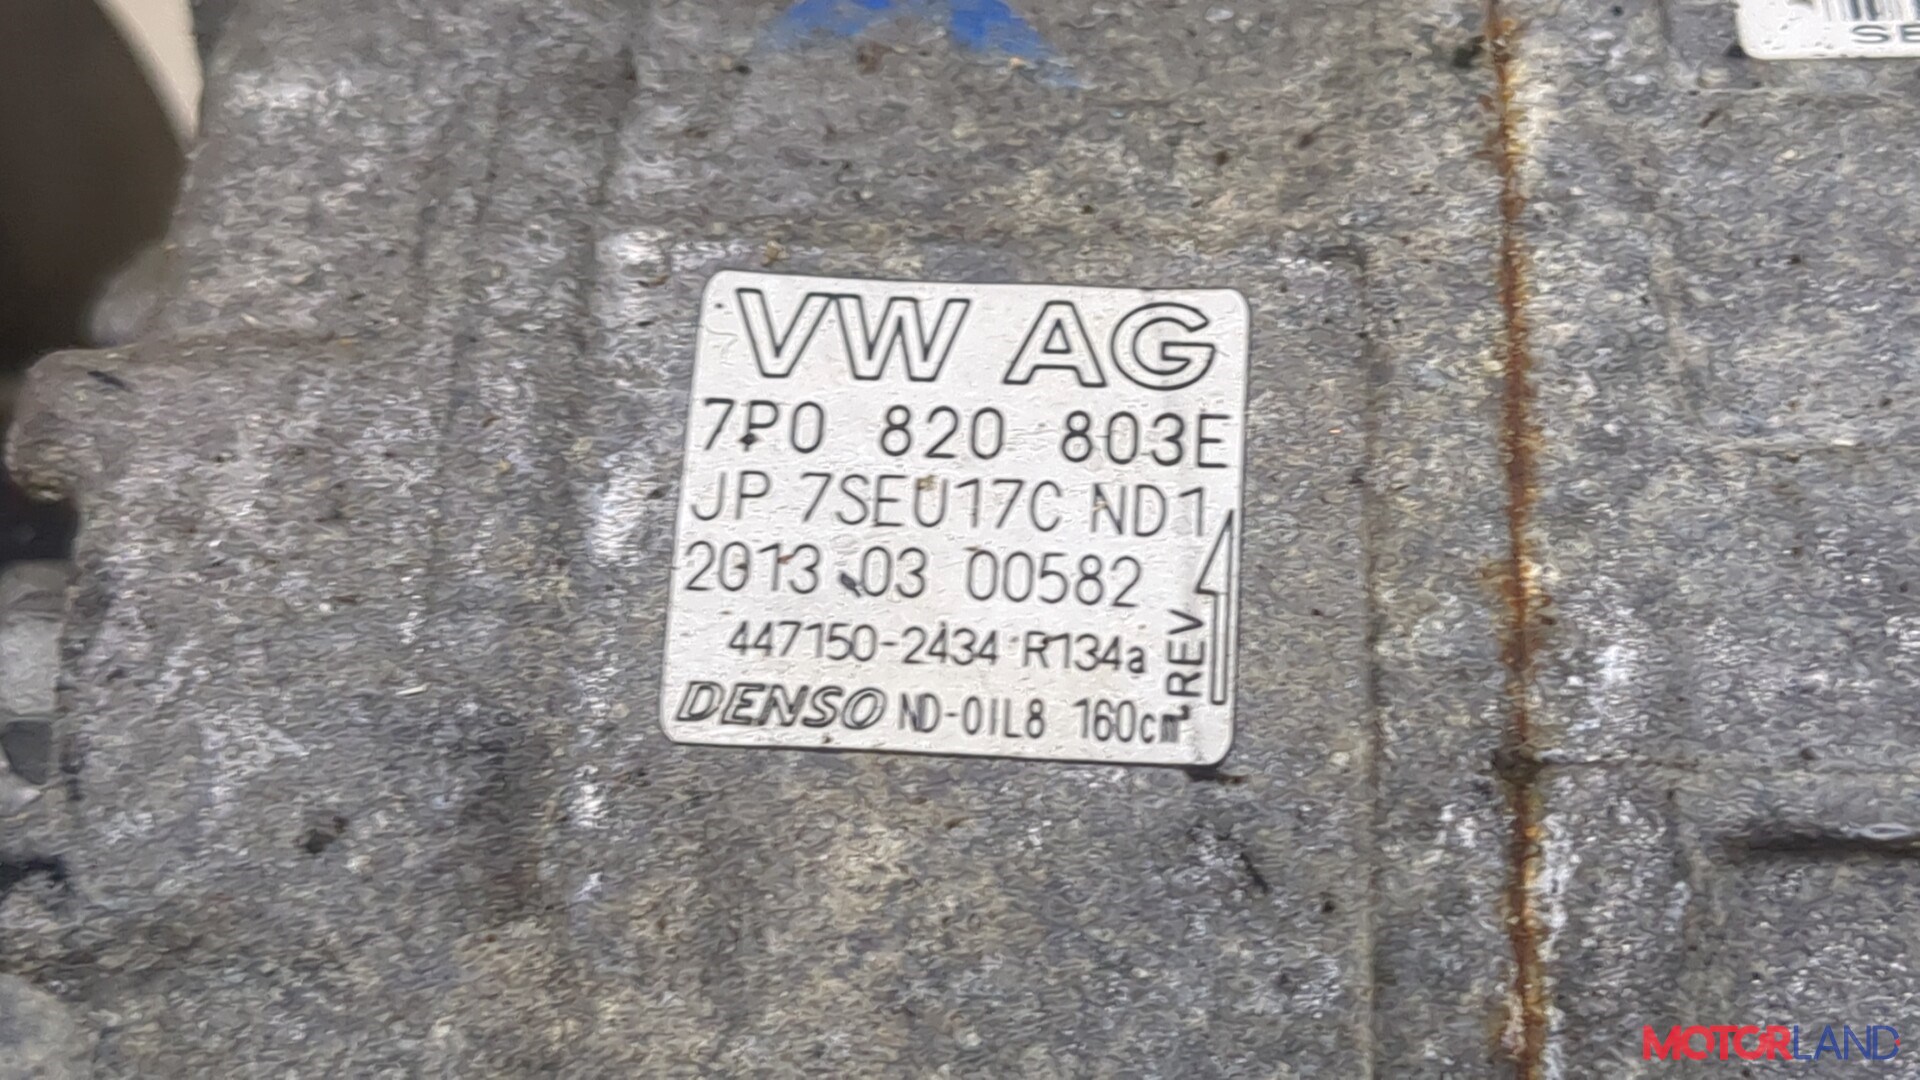 VW AG
7P0 820 803E
JP 7SEU17C ND1
2013 03 00582
447150-2434 R134a
REV
DENSO ND-OIL8 160cm³
MOTORLAND